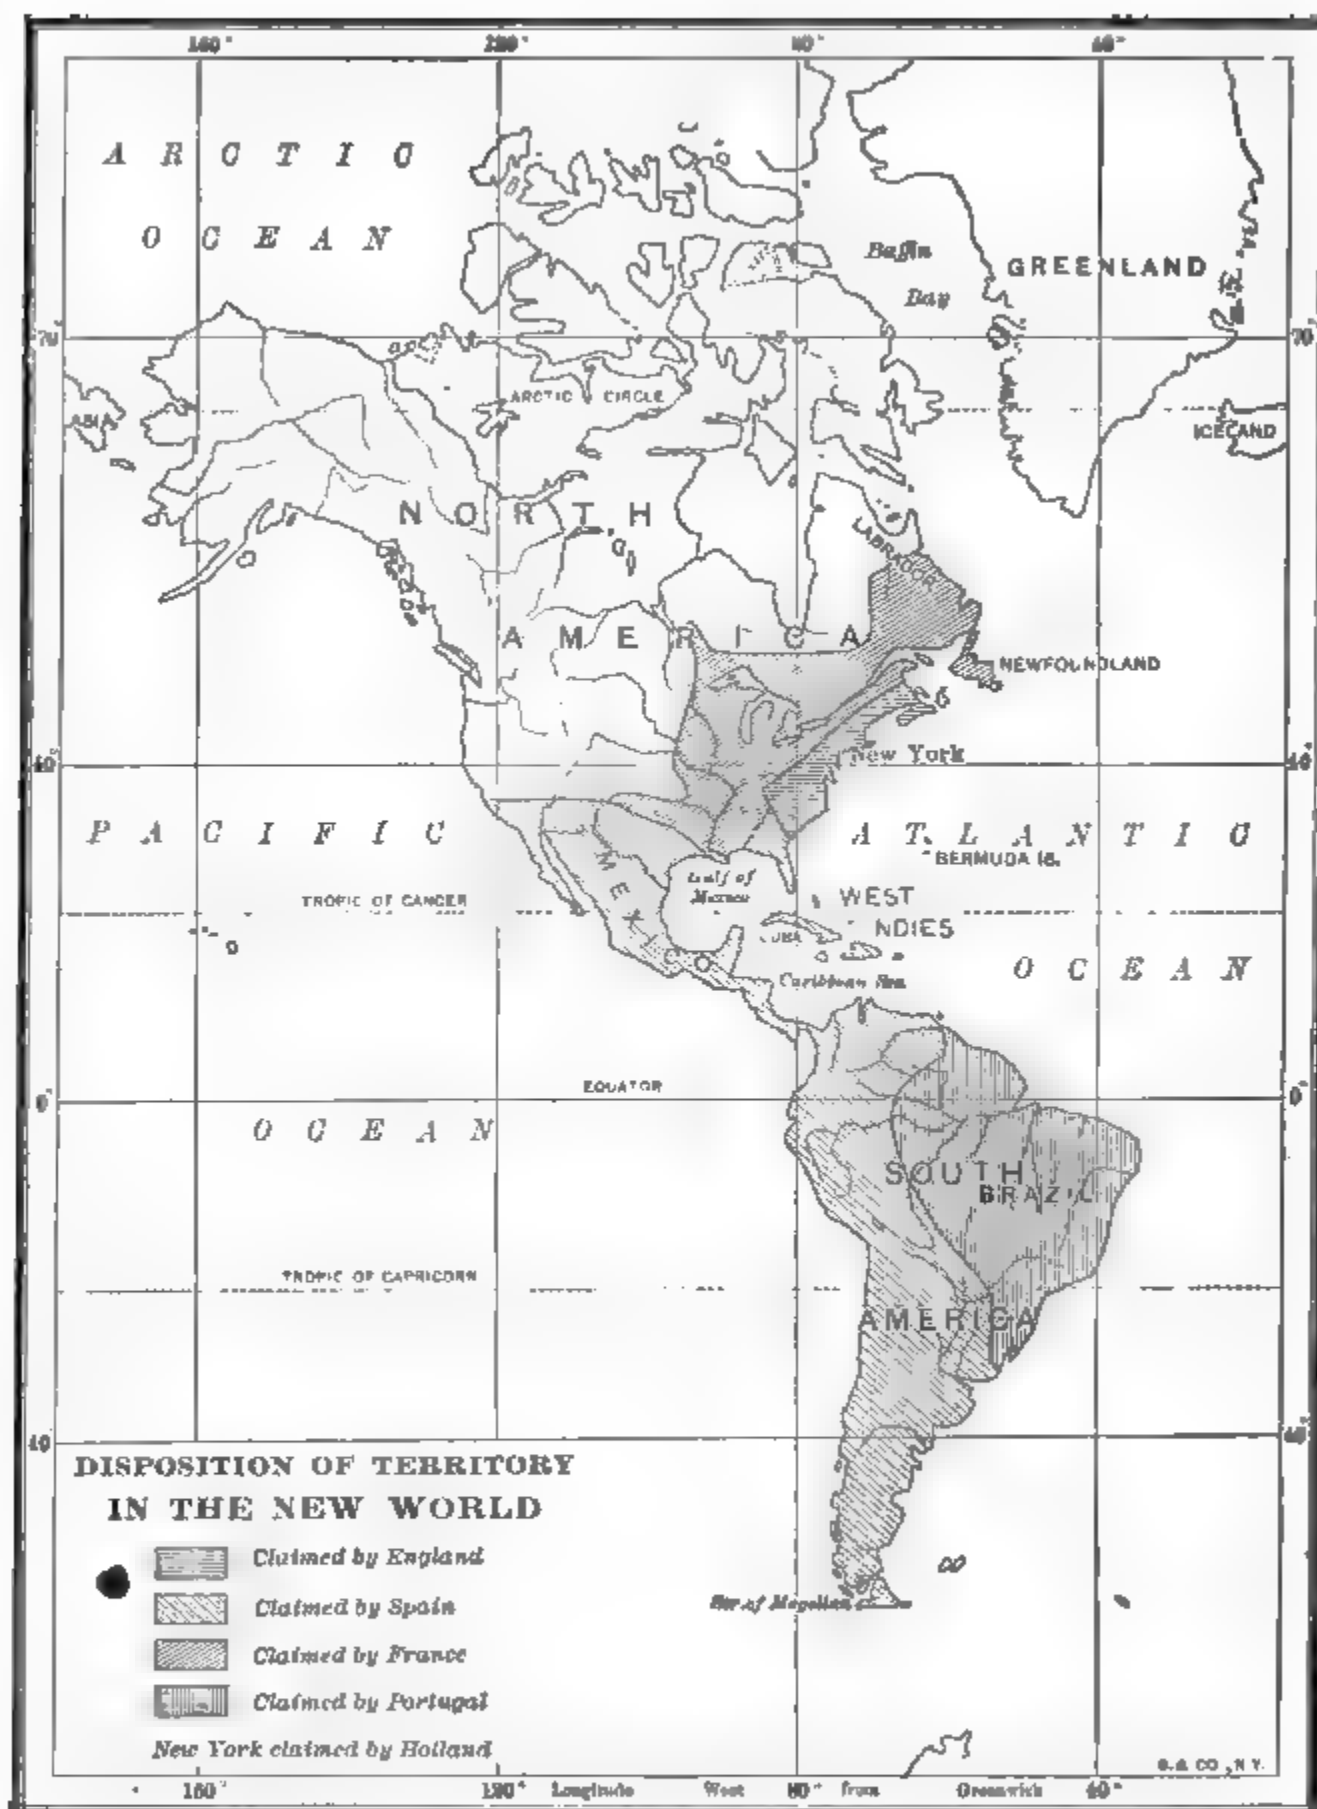 160° 120° 80° 40°
ARCTIC
OCEAN
Baffin
Bay
GREENLAND
70° 70°
ASIA
ARCTIC CIRCLE
ICELAND
NORTH
LABRADOR
AMERICA
NEWFOUNDLAND
New York
40° 40°
PACIFIC
ATLANTIC
BERMUDA IS.
Gulf of
Mexico
MEXICO
TROPIC OF CANCER
WEST
INDIES
CUBA
OCEAN
Caribbean Sea
EQUATOR
0° 0°
OCEAN
SOUTH
BRAZIL
TROPIC OF CAPRICORN
AMERICA
40 40
DISPOSITION OF TERRITORY
IN THE NEW WORLD
Claimed by England
Claimed by Spain
Str. of Magellan
Claimed by France
Claimed by Portugal
New York claimed by Holland
CO., N.Y.
160° 120° Longitude West 80° from Greenwich 40°